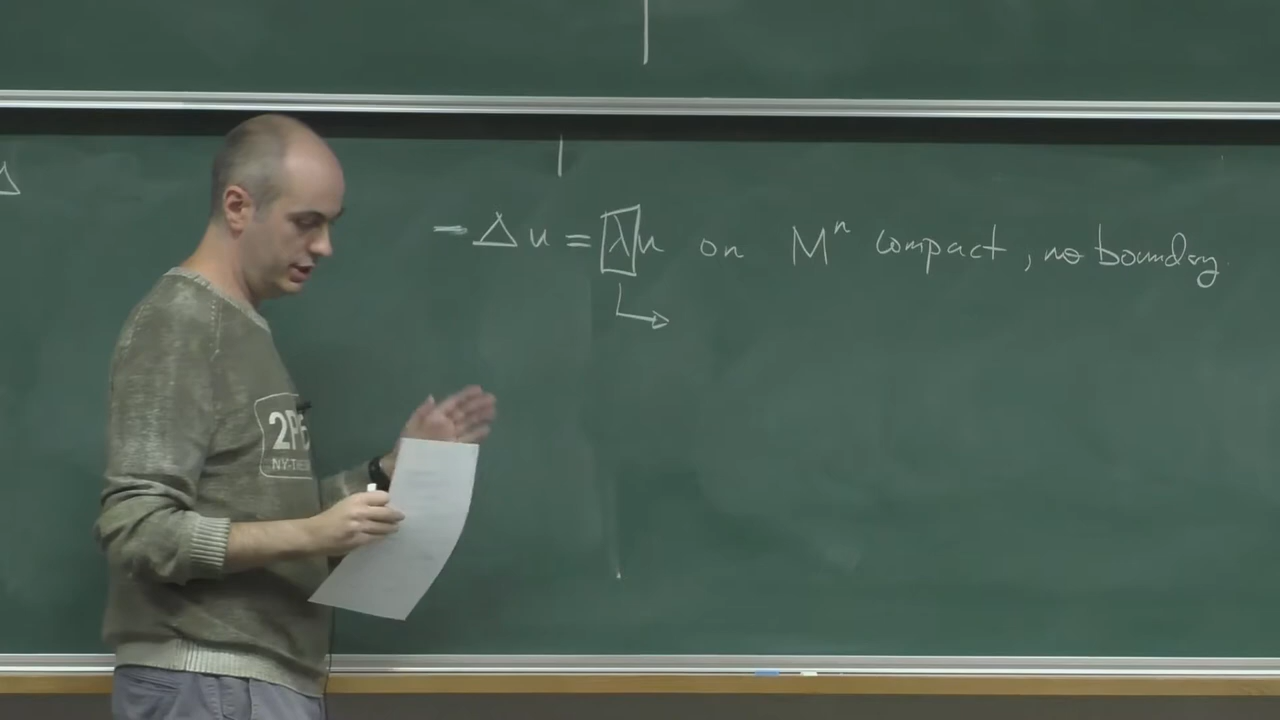 Δ
-Δu = λu on Mⁿ compact, no boundary
↳